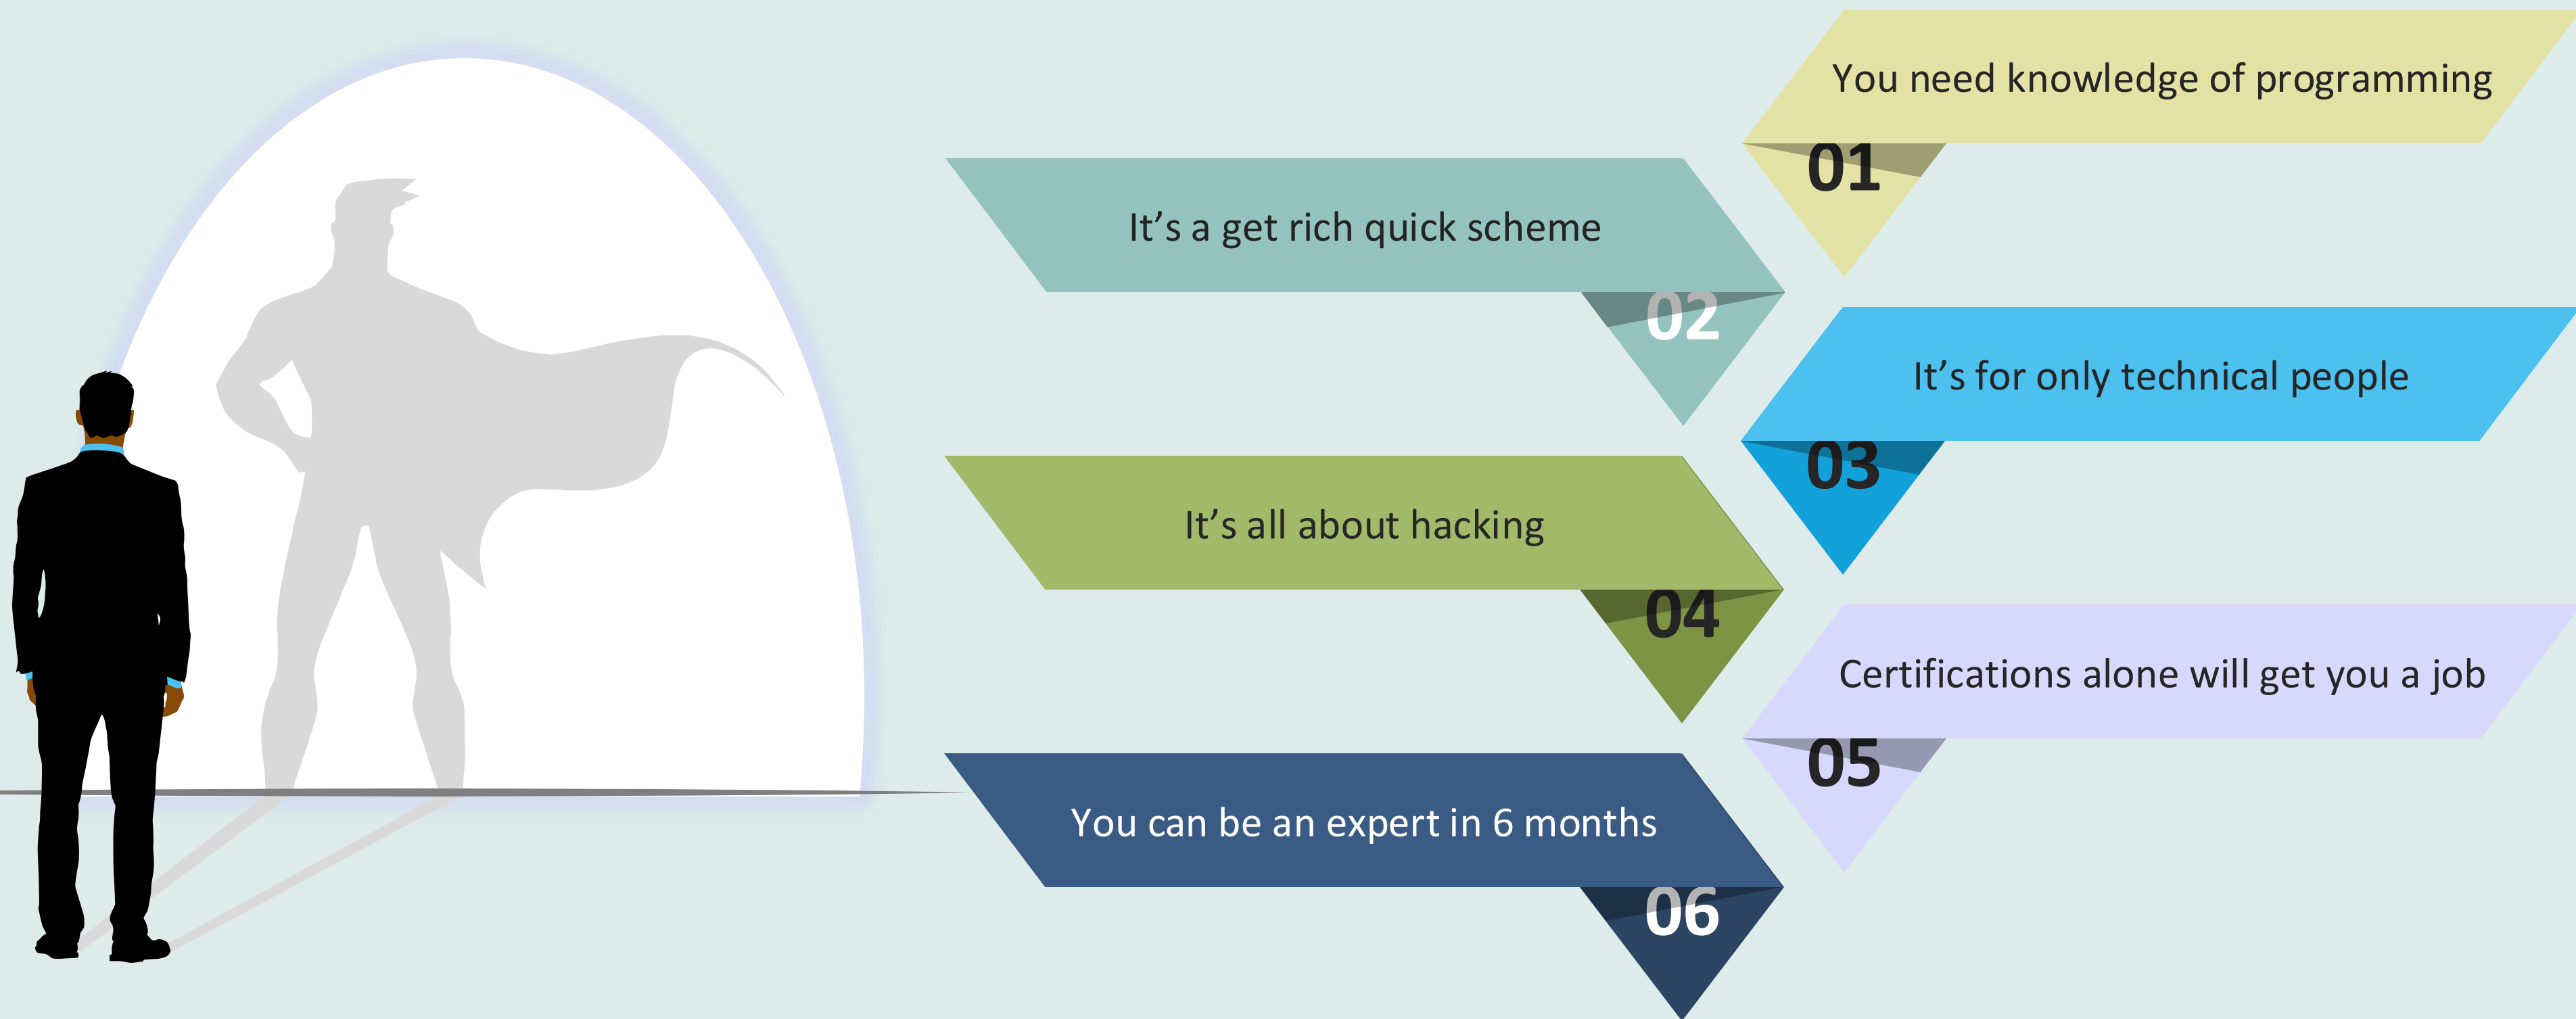 You need knowledge of programming
01
It’s a get rich quick scheme
02
It’s for only technical people
03
It’s all about hacking
04
Certifications alone will get you a job
05
You can be an expert in 6 months
06